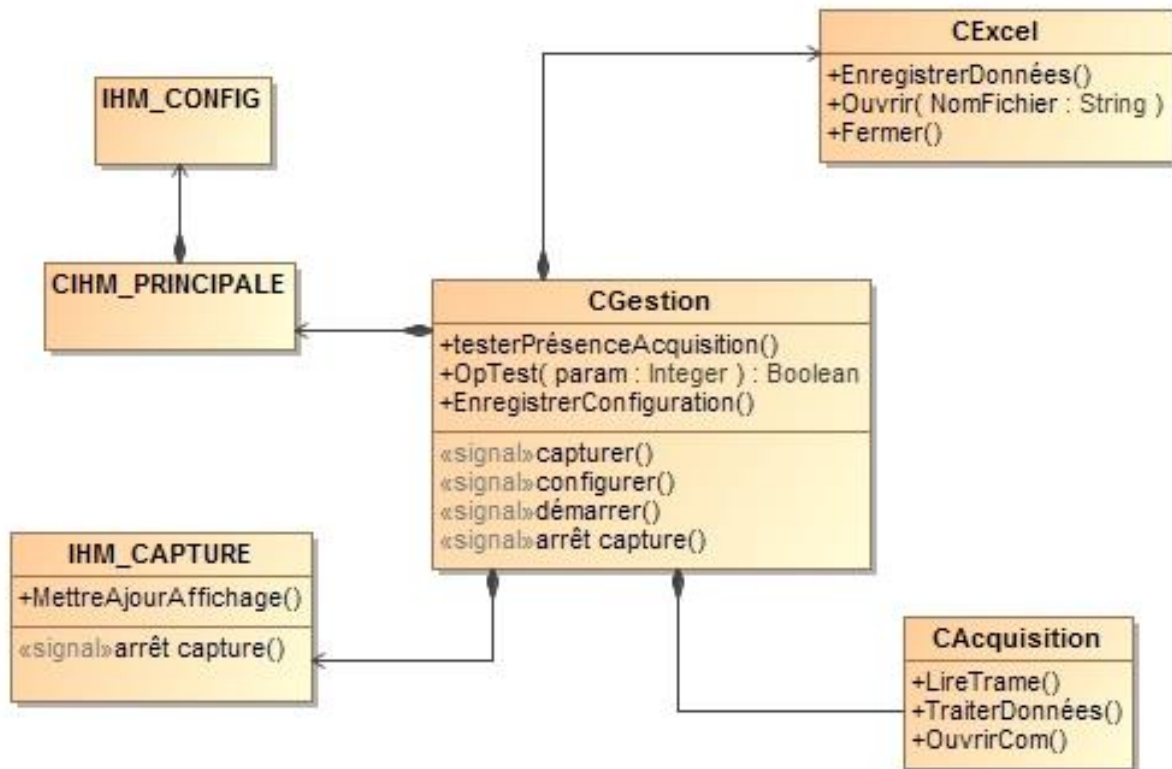 CExcel
+EnregistrerDonnées()
+Ouvrir( NomFichier : String )
+Fermer()
IHM_CONFIG
CIHM_PRINCIPALE
CGestion
+testerPrésenceAcquisition()
+OpTest( param : Integer ) : Boolean
+EnregistrerConfiguration()
«signal»capturer()
«signal»configurer()
«signal»démarrer()
«signal»arrêt capture()
IHM_CAPTURE
+MettreAjourAffichage()
«signal»arrêt capture()
CAcquisition
+LireTrame()
+TraiterDonnées()
+OuvrirCom()